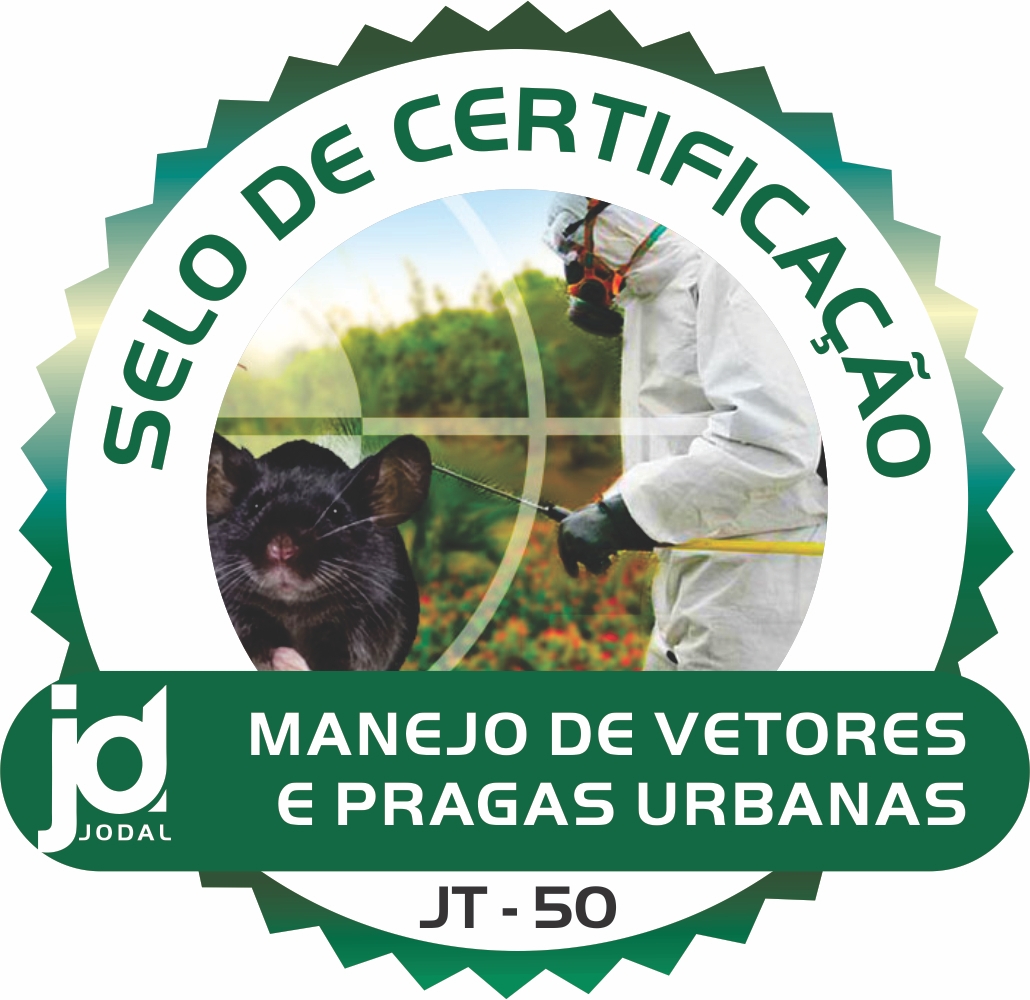 SELO DE CERTIFICAÇÃO
jd
JODAL
MANEJO DE VETORES
E PRAGAS URBANAS
JT - 50